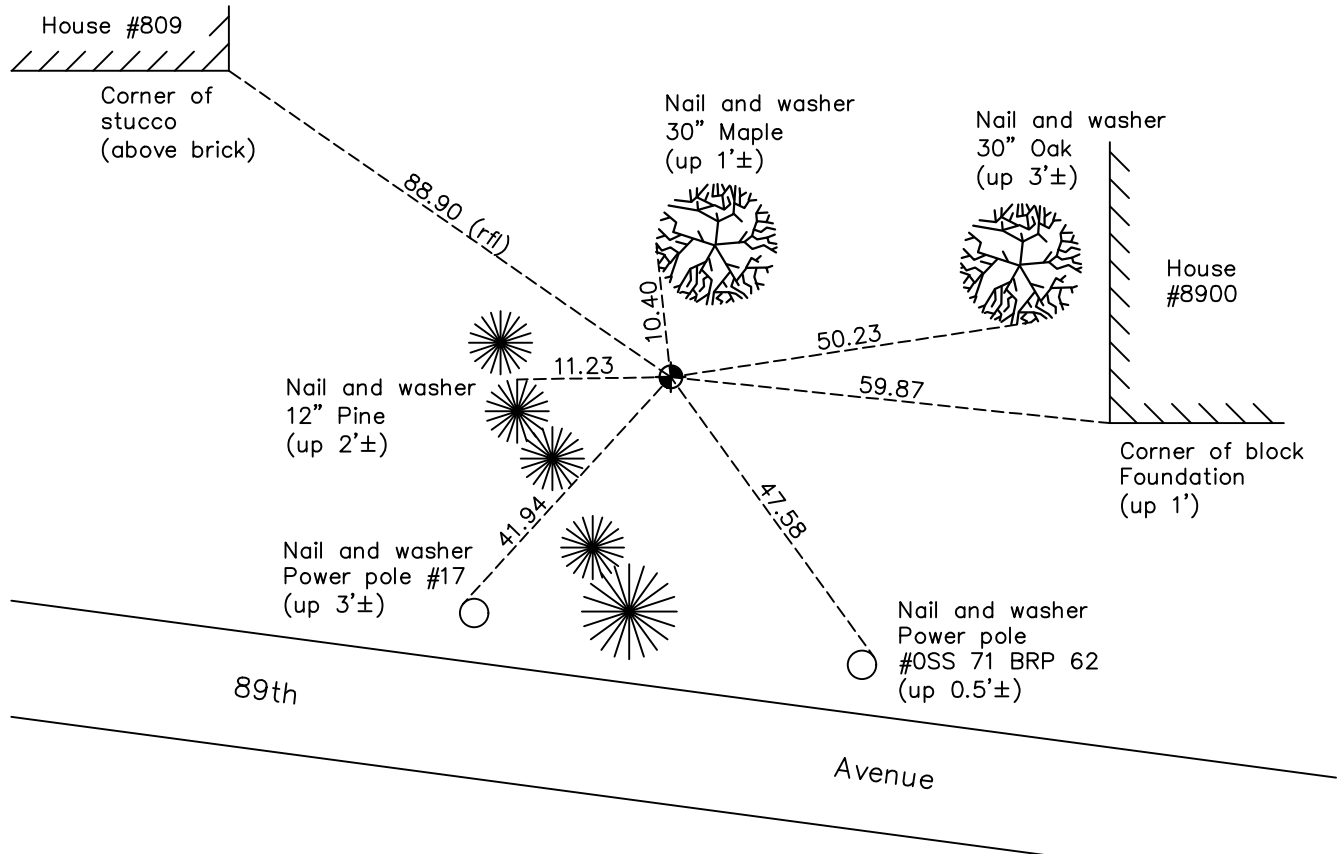 House #809
Corner of
stucco
(above brick)
Nail and washer
30" Maple
(up 1'±)
Nail and washer
30" Oak
(up 3'±)
88.90 (rfl)
10.40
50.23
House
#8900
11.23
59.87
Nail and washer
12" Pine
(up 2'±)
Corner of block
Foundation
(up 1')
41.94
47.58
Nail and washer
Power pole #17
(up 3'±)
Nail and washer
Power pole
#OSS 71 BRP 62
(up 0.5'±)
89th
Avenue